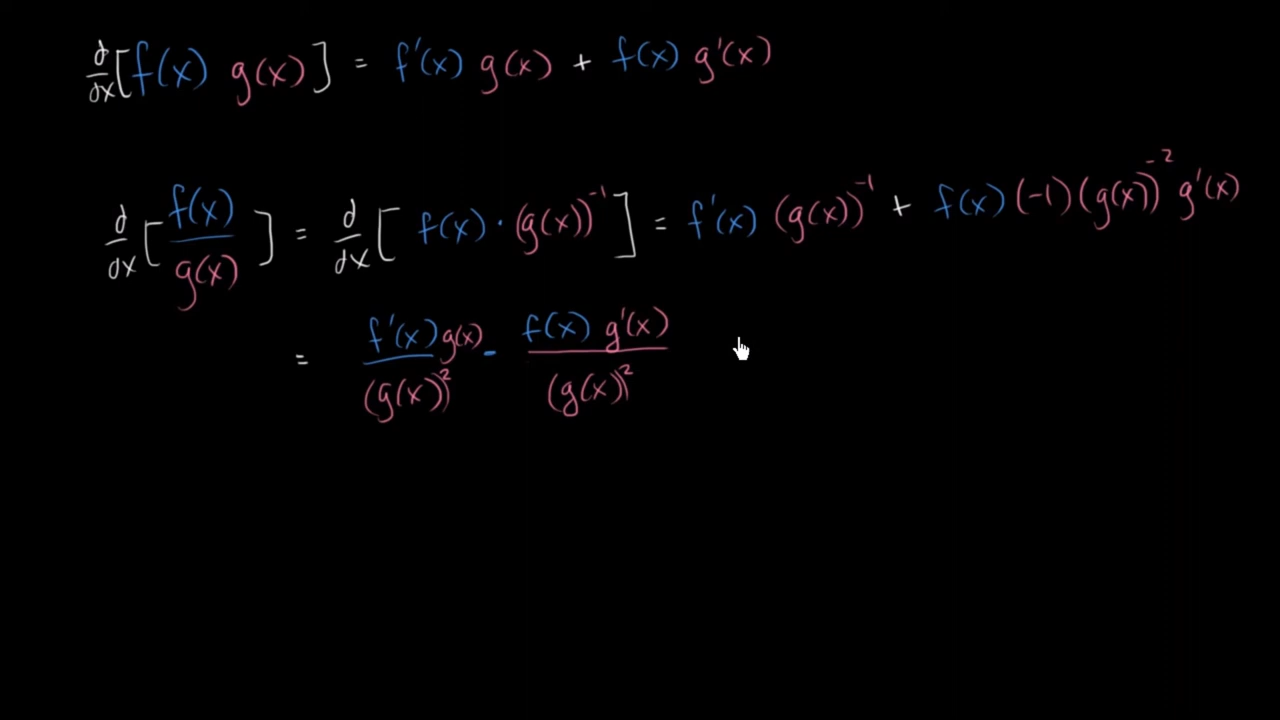 d/dx [f(x) g(x)] = f'(x) g(x) + f(x) g'(x)
d/dx [f(x)/g(x)] = d/dx [f(x) · (g(x))⁻¹] = f'(x) (g(x))⁻¹ + f(x) (-1) (g(x))⁻² g'(x)
= f'(x) g(x)/(g(x))² - f(x) g'(x)/(g(x))²